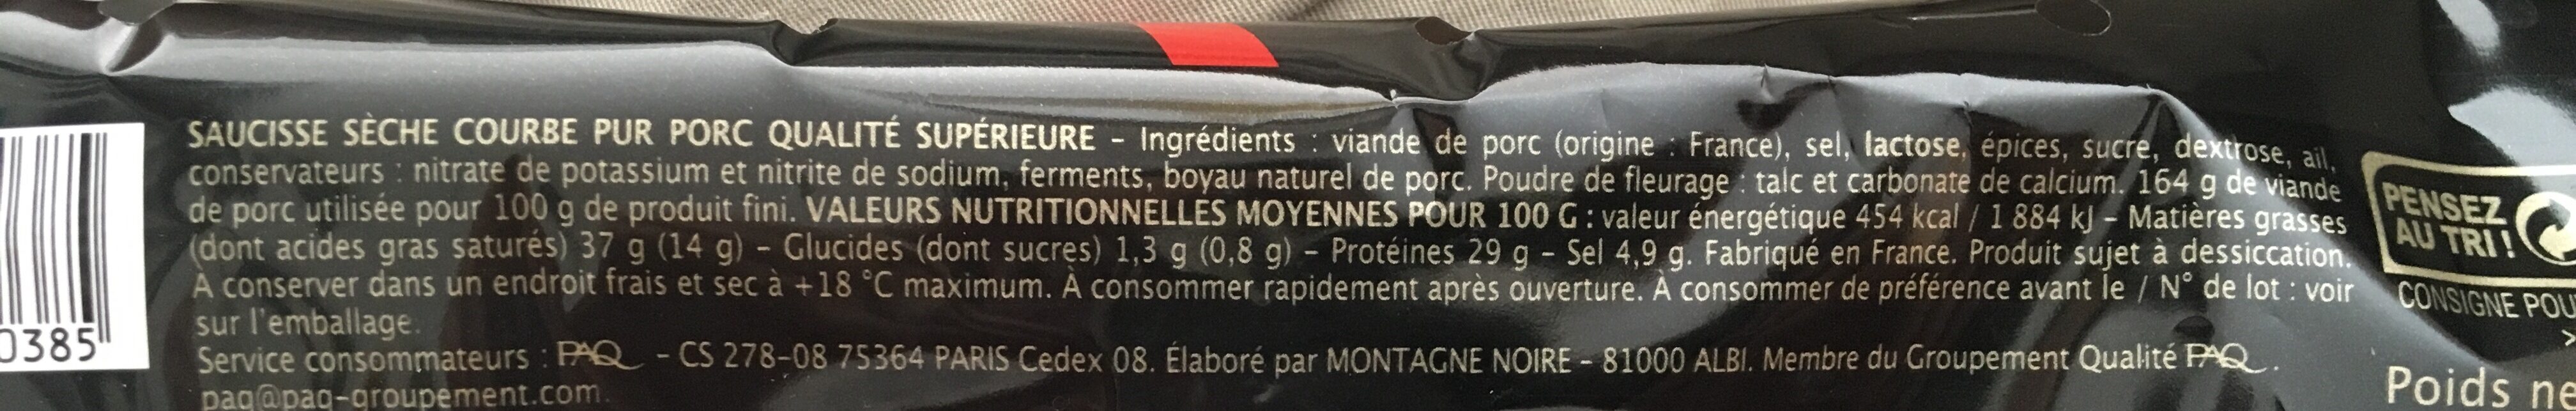 SAUCISSE SÈCHE COURBE PUR PORC QUALITÉ SUPÉRIEURE – Ingrédients : viande de porc (origine : France), sel, lactose, épices, sucre, dextrose, ail,
conservateurs : nitrate de potassium et nitrite de sodium, ferments, boyau naturel de porc. Poudre de fleurage : talc et carbonate de calcium. 164 g de viande
de porc utilisée pour 100 g de produit fini. VALEURS NUTRITIONNELLES MOYENNES POUR 100 G : valeur énergétique 454 kcal / 1 884 kJ – Matières grasses
(dont acides gras saturés) 37 g (14 g) – Glucides (dont sucres) 1,3 g (0,8 g) – Protéines 29 g – Sel 4,9 g. Fabriqué en France. Produit sujet à dessiccation.
À conserver dans un endroit frais et sec à +18 °C maximum. À consommer rapidement après ouverture. À consommer de préférence avant le / N° de lot : voir
sur l'emballage.
Service consommateurs : PAQ – CS 278-08 75364 PARIS Cedex 08. Élaboré par MONTAGNE NOIRE – 81000 ALBI. Membre du Groupement Qualité PAQ.
paq@paq-groupement.com.
0385
PENSEZ
AU TRI !
CONSIGNE POU
>
Poids ne